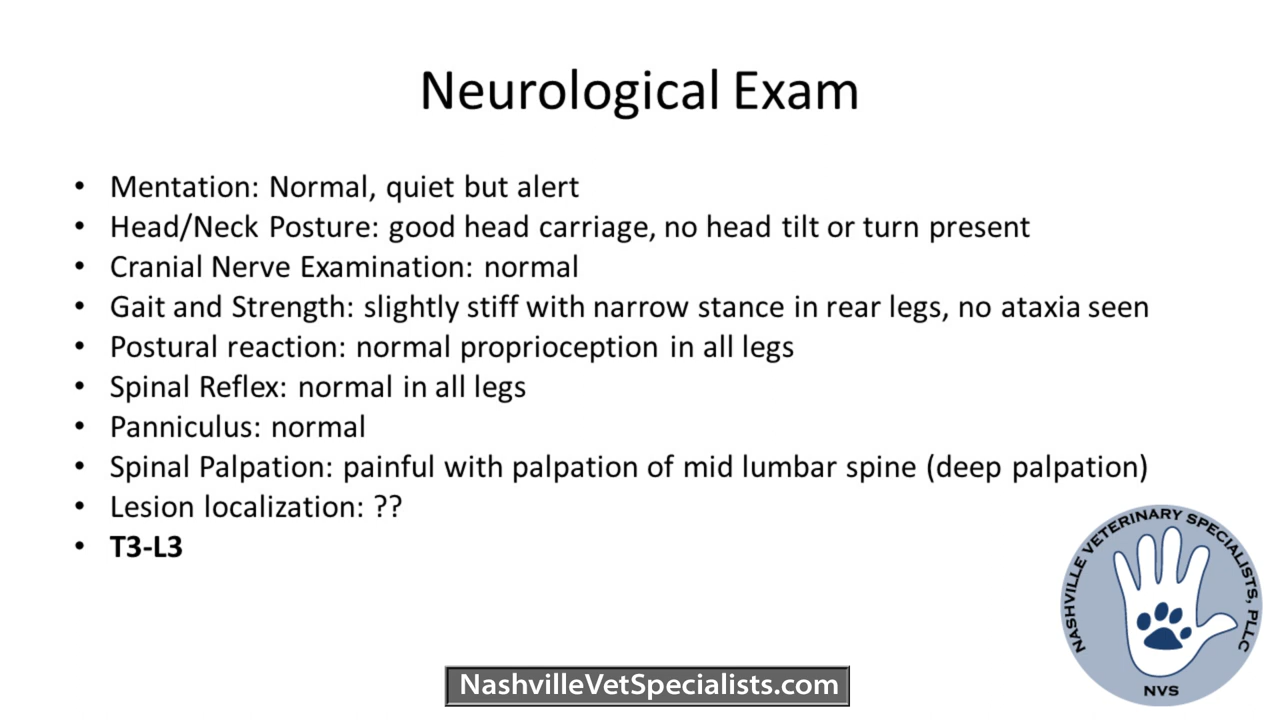 Neurological Exam
• Mentation: Normal, quiet but alert
• Head/Neck Posture: good head carriage, no head tilt or turn present
• Cranial Nerve Examination: normal
• Gait and Strength: slightly stiff with narrow stance in rear legs, no ataxia seen
• Postural reaction: normal proprioception in all legs
• Spinal Reflex: normal in all legs
• Panniculus: normal
• Spinal Palpation: painful with palpation of mid lumbar spine (deep palpation)
• Lesion localization: ??
• T3-L3
NASHVILLE VETERINARY SPECIALISTS, PLLC
NVS
NashvilleVetSpecialists.com